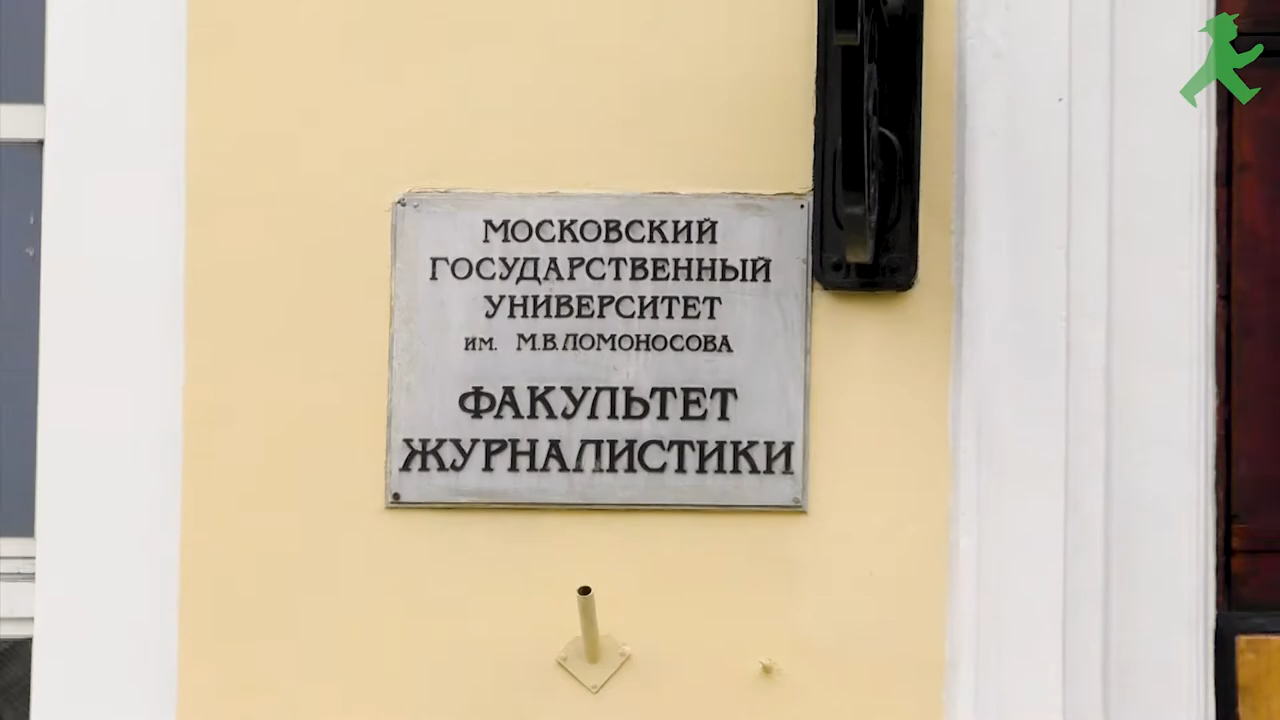 МОСКОВСКИЙ
ГОСУДАРСТВЕННЫЙ
УНИВЕРСИТЕТ
им. М.В.ЛОМОНОСОВА
ФАКУЛЬТЕТ
ЖУРНАЛИСТИКИ